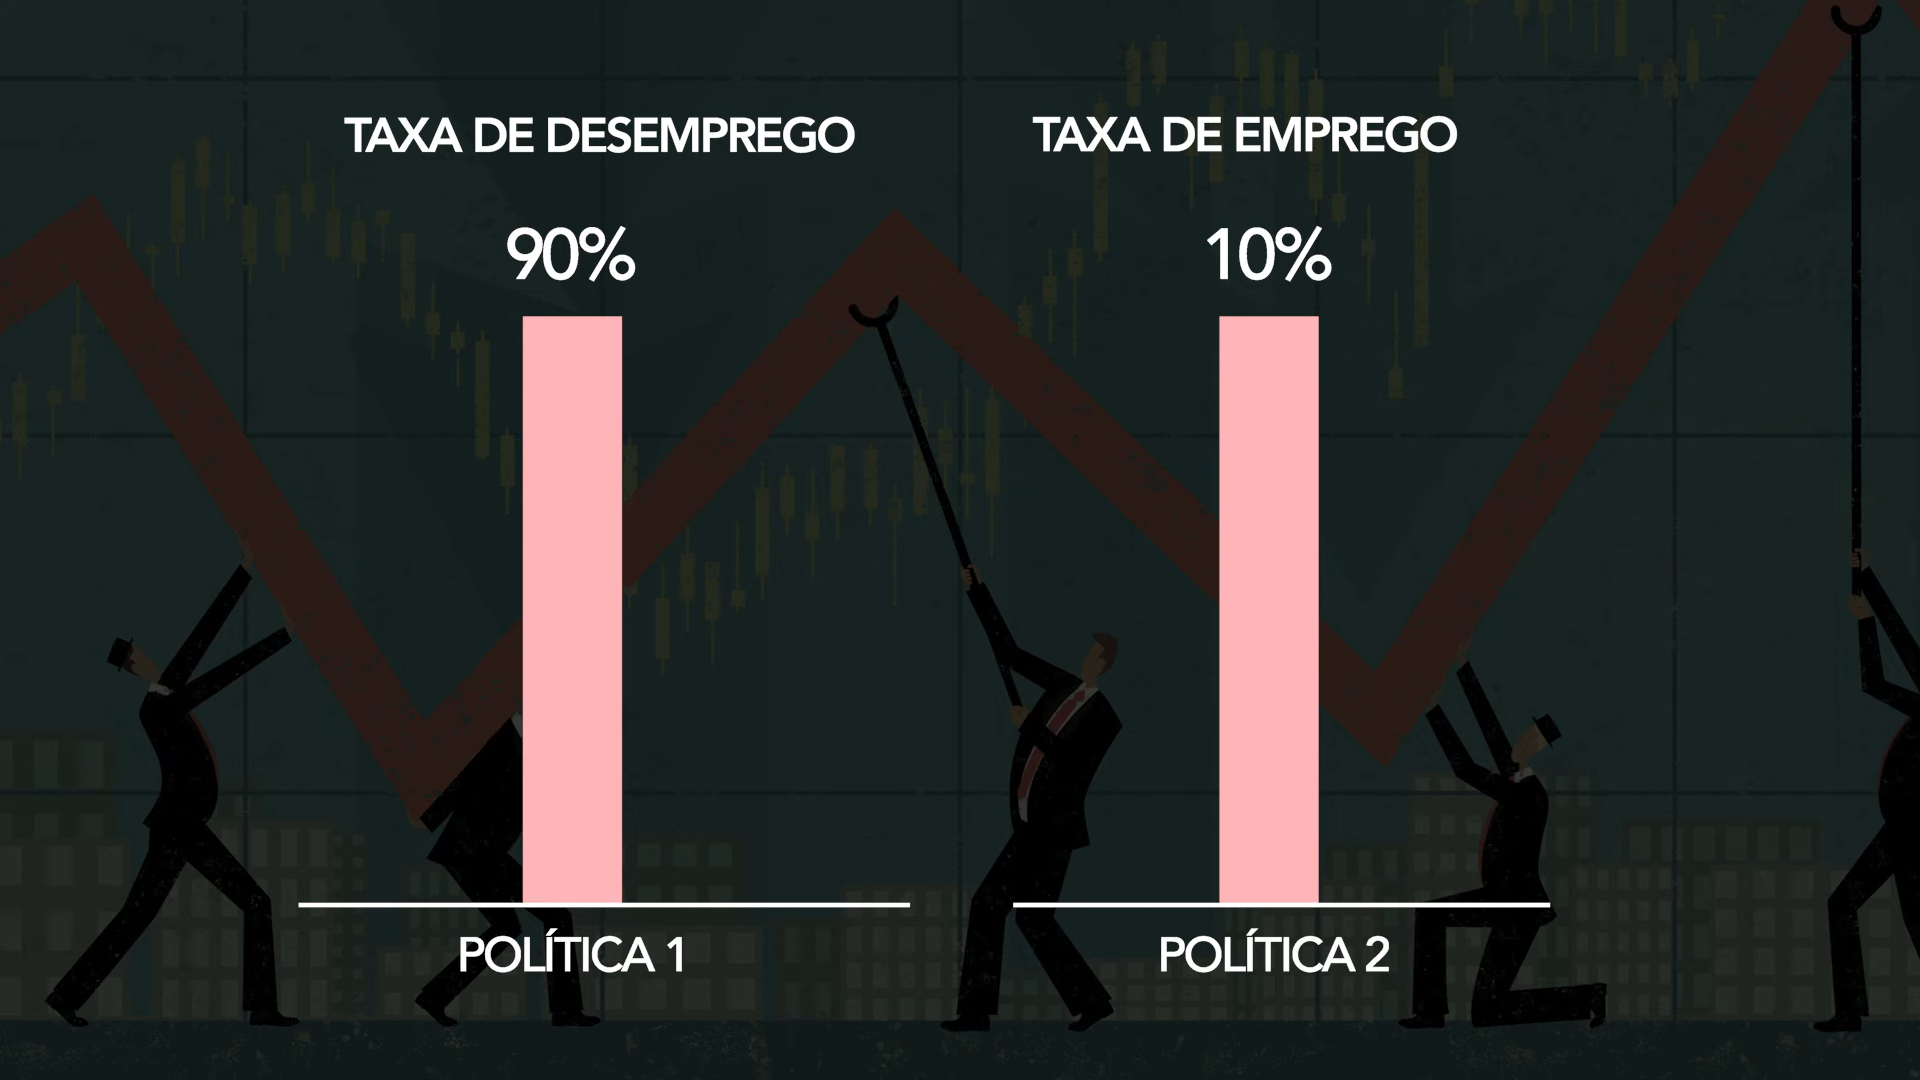 TAXA DE DESEMPREGO
90%
POLÍTICA 1
TAXA DE EMPREGO
10%
POLÍTICA 2